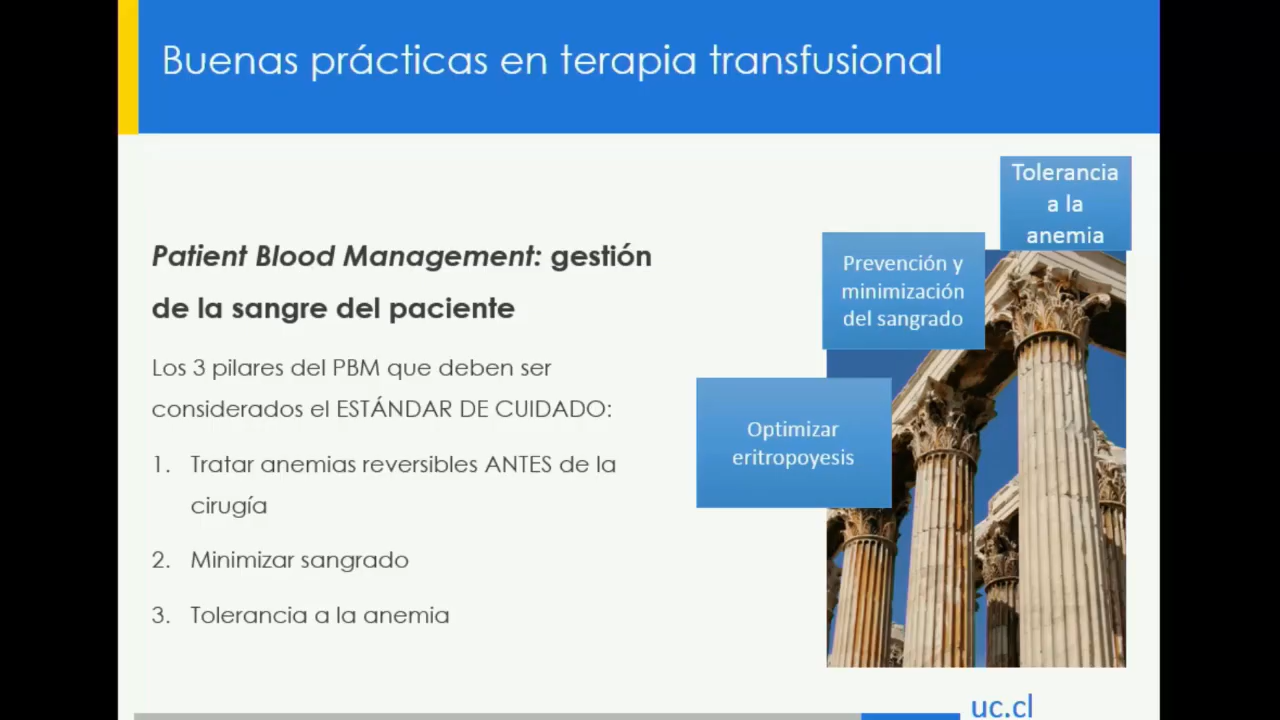 Buenas prácticas en terapia transfusional
Patient Blood Management: gestión
de la sangre del paciente
Los 3 pilares del PBM que deben ser
considerados el ESTÁNDAR DE CUIDADO:
1. Tratar anemias reversibles ANTES de la
cirugía
2. Minimizar sangrado
3. Tolerancia a la anemia
Optimizar
eritropoyesis
Prevención y
minimización
del sangrado
Tolerancia
a la
anemia
uc.cl